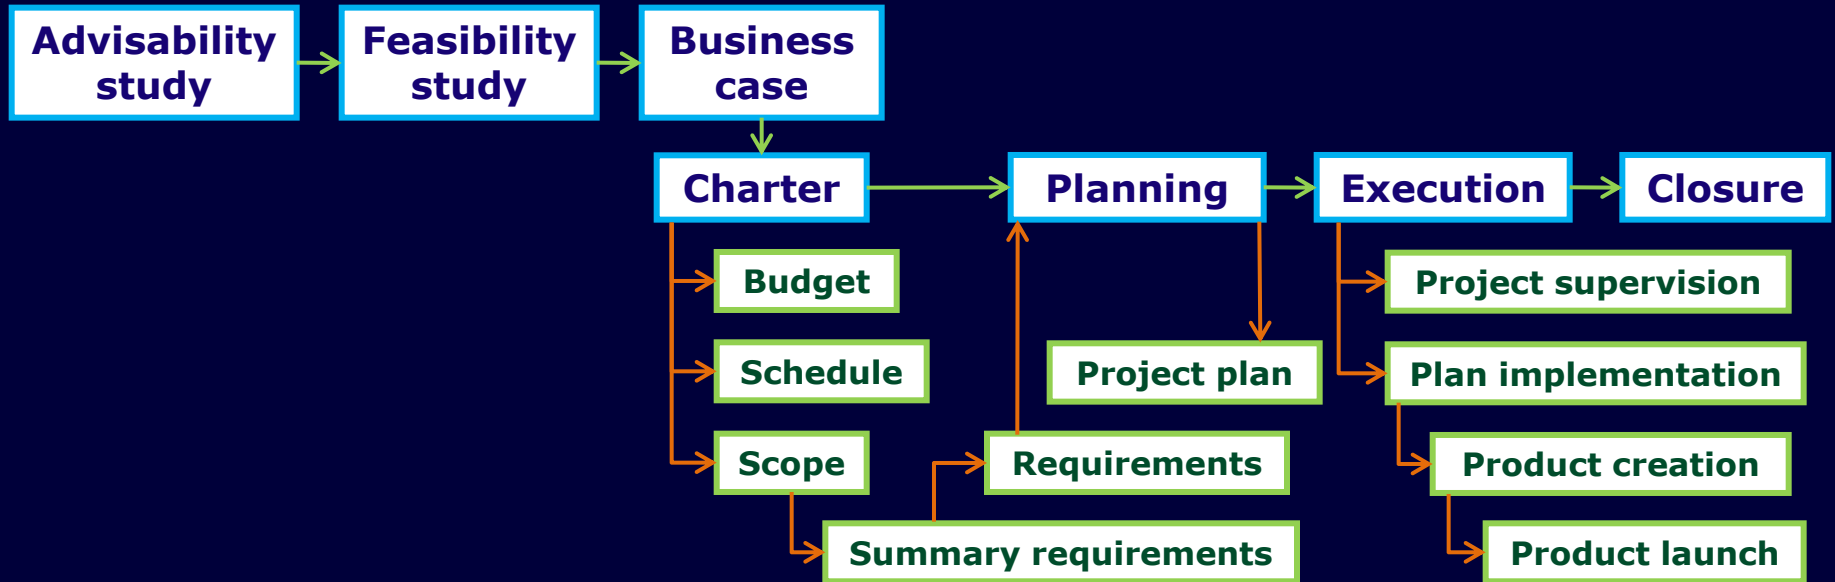 Advisability
study
Feasibility
study
Business
case
Charter
Planning
Execution
Closure
Budget
Schedule
Scope
Summary requirements
Requirements
Project plan
Project supervision
Plan implementation
Product creation
Product launch